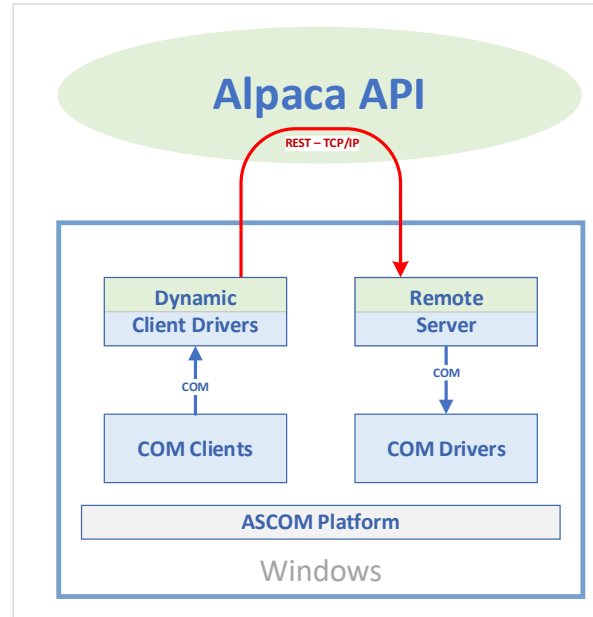 Alpaca API
REST – TCP/IP
Dynamic
Client Drivers
Remote
Server
COM
COM
COM Clients
COM Drivers
ASCOM Platform
Windows